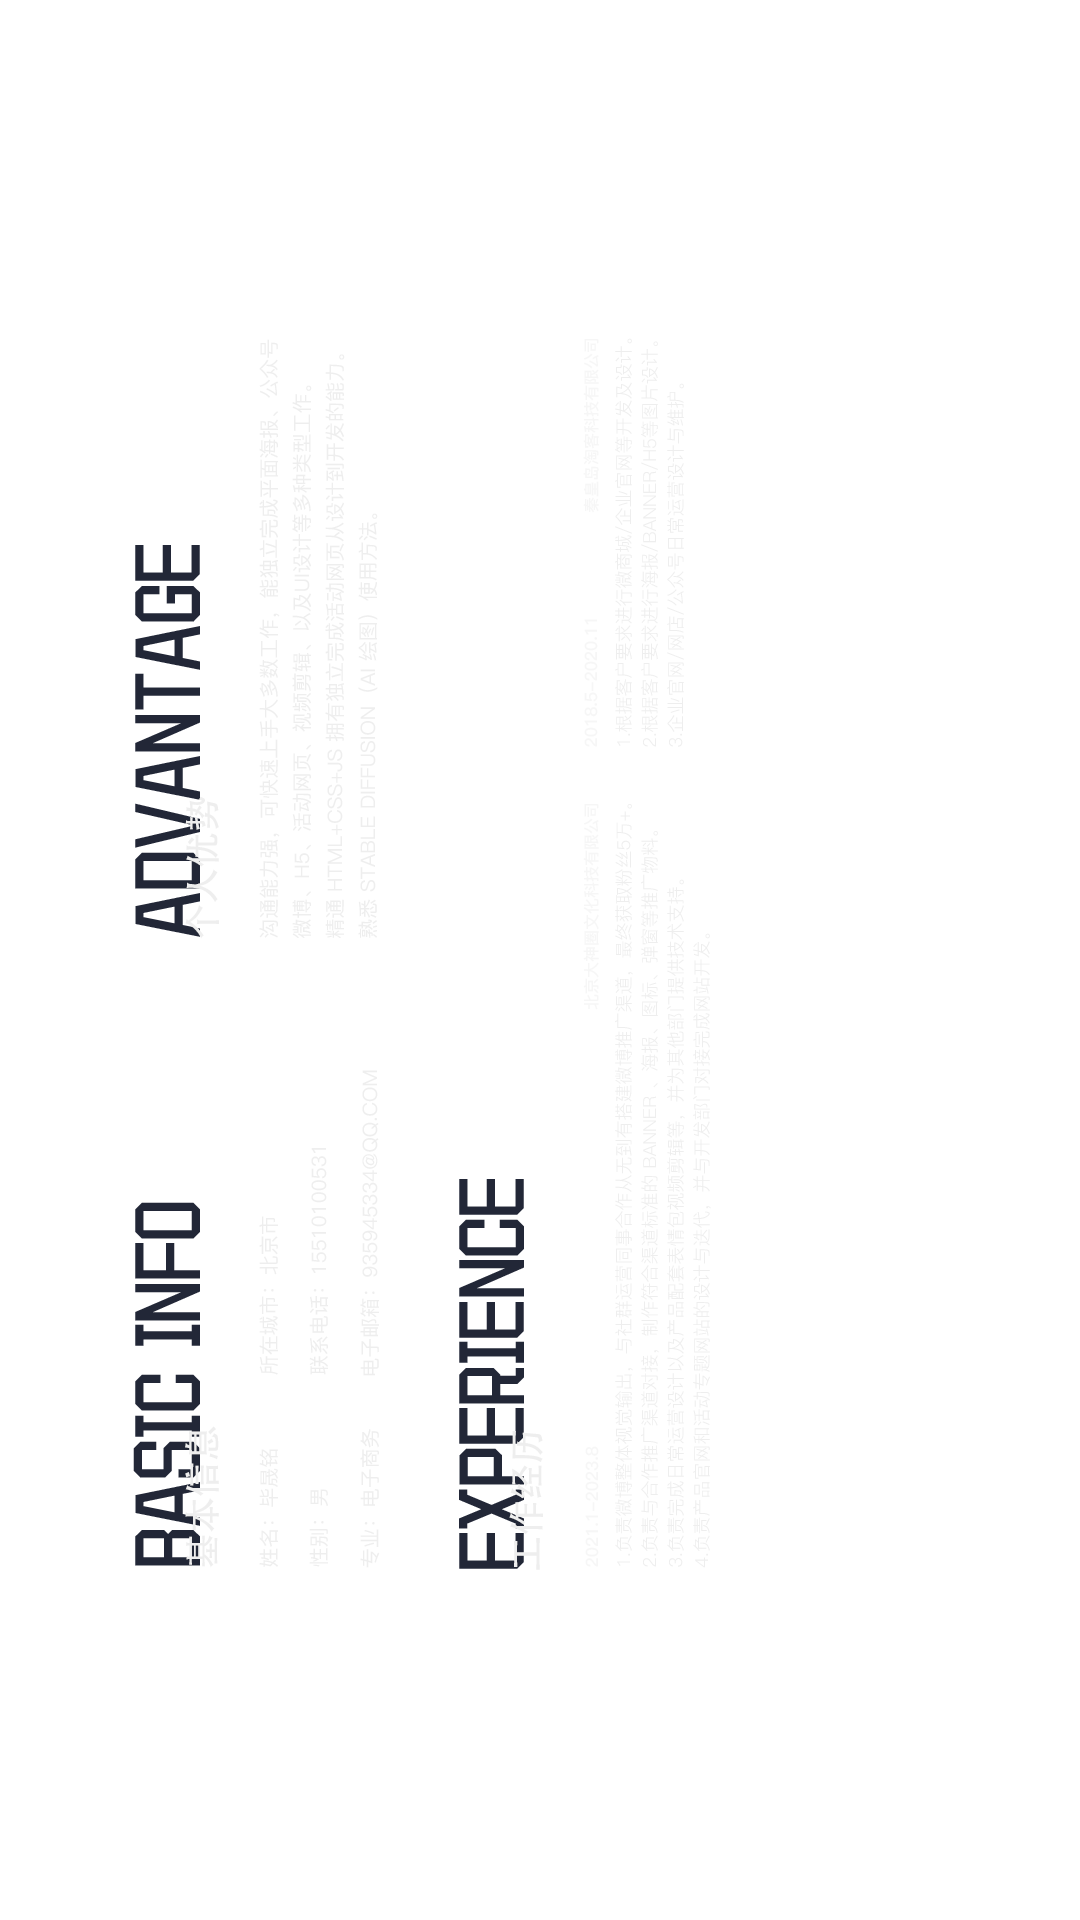 BASIC INFO
基本信息
姓名：毕晟铭
所在城市：北京市
性别：男
联系电话：15510100531
专业：电子商务
电子邮箱：935945334@QQ.COM
ADVANTAGE
个人优势
沟通能力强，可快速上手大多数工作，能独立完成平面海报、公众号
微博、H5、活动网页、视频剪辑、以及UI设计等多种类型工作。
精通 HTML+CSS+JS 拥有独立完成活动网页从设计到开发的能力。
熟悉 STABLE DIFFUSION（AI 绘图）使用方法。
EXPERIENCE
工作经历
2021.1-2023.8
北京大神圈文化科技有限公司
1.负责微博整体视觉输出，与社群运营同事合作从无到有搭建微博推广渠道，最终获取粉丝5万+。
2.负责与合作推广渠道对接，制作符合渠道标准的 BANNER 、海报、图标、弹窗等推广物料。
3.负责完成日常运营设计以及产品配套表情包视频剪辑等，并为其他部门提供技术支持。
4.负责产品官网和活动专题网站的设计与迭代，并与开发部门对接完成网站开发。
2018.5-2020.11
秦皇岛淘客科技有限公司
1.根据客户要求进行微商城/企业官网等开发及设计。
2.根据客户要求进行海报/BANNER/H5等图片设计。
3.企业官网/网店/公众号日常运营设计与维护。